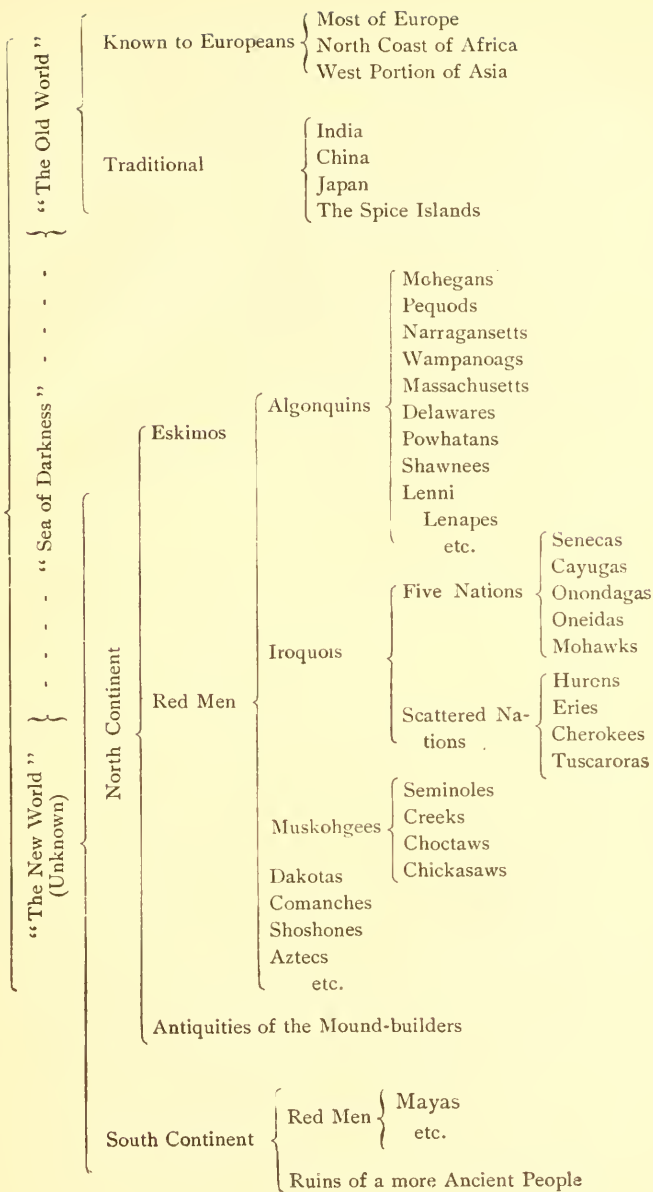 "The Old World"
Known to Europeans
Most of Europe
North Coast of Africa
West Portion of Asia
Traditional
India
China
Japan
The Spice Islands
- - - - "Sea of Darkness" - - - -
"The New World"
(Unknown)
North Continent
Eskimos
Red Men
Algonquins
Mohegans
Pequods
Narragansetts
Wampanoags
Massachusetts
Delawares
Powhatans
Shawnees
Lenni
Lenapes
etc.
Iroquois
Five Nations
Senecas
Cayugas
Onondagas
Oneidas
Mohawks
Scattered Na-
tions
Hurons
Eries
Cherokees
Tuscaroras
Muskohgees
Seminoles
Creeks
Choctaws
Chickasaws
Dakotas
Comanches
Shoshones
Aztecs
etc.
Antiquities of the Mound-builders
South Continent
Red Men
Mayas
etc.
Ruins of a more Ancient People